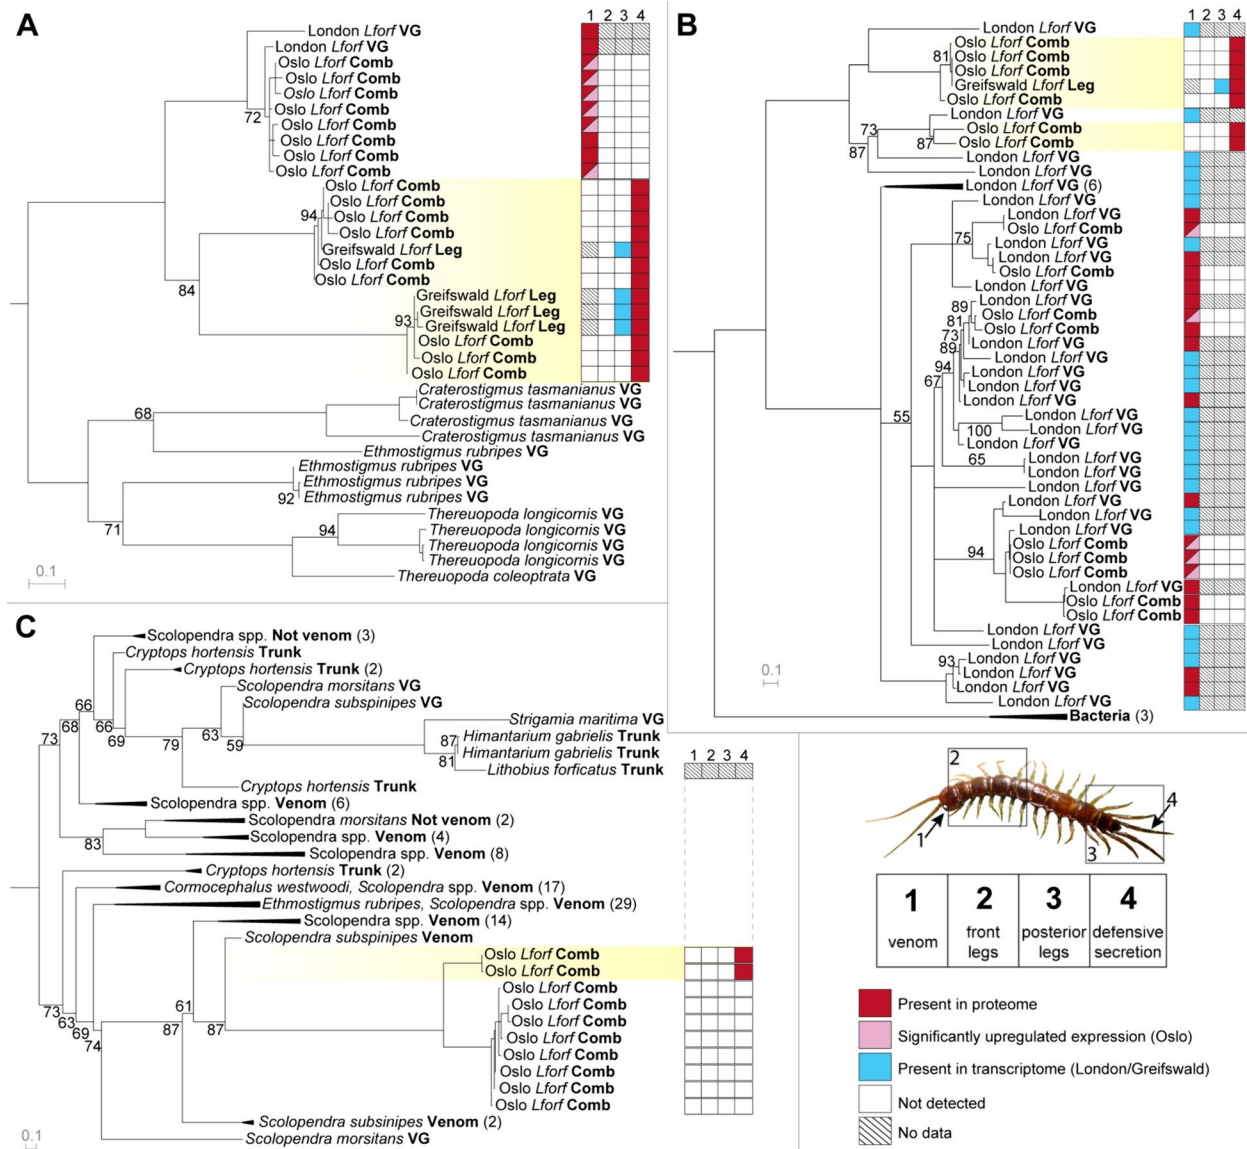 A
1 2 3 4
London Lforf VG
London Lforf VG
Oslo Lforf Comb
Oslo Lforf Comb
Oslo Lforf Comb
Oslo Lforf Comb
72
Oslo Lforf Comb
Oslo Lforf Comb
Oslo Lforf Comb
Oslo Lforf Comb
Oslo Lforf Comb
Oslo Lforf Comb
94
Oslo Lforf Comb
Oslo Lforf Comb
Greifswald Lforf Leg
Oslo Lforf Comb
Oslo Lforf Comb
84
Greifswald Lforf Leg
Greifswald Lforf Leg
93
Greifswald Lforf Leg
Oslo Lforf Comb
Oslo Lforf Comb
Oslo Lforf Comb
Craterostigmus tasmanianus VG
Craterostigmus tasmanianus VG
68
Craterostigmus tasmanianus VG
Craterostigmus tasmanianus VG
Ethmostigmus rubripes VG
Ethmostigmus rubripes VG
Ethmostigmus rubripes VG
92
Ethmostigmus rubripes VG
Thereuopoda longicornis VG
71
94
Thereuopoda longicornis VG
Thereuopoda longicornis VG
Thereuopoda longicornis VG
Thereuopoda coleoptrata VG
0.1
B
1 2 3 4
London Lforf VG
Oslo Lforf Comb
81
Oslo Lforf Comb
Oslo Lforf Comb
Greifswald Lforf Leg
Oslo Lforf Comb
London Lforf VG
73
Oslo Lforf Comb
87
Oslo Lforf Comb
87
London Lforf VG
London Lforf VG
London Lforf VG (6)
London Lforf VG
London Lforf VG
Oslo Lforf Comb
75
London Lforf VG
London Lforf VG
Oslo Lforf Comb
London Lforf VG
London Lforf VG
89
Oslo Lforf Comb
81
Oslo Lforf Comb
73
London Lforf VG
89
London Lforf VG
94
London Lforf VG
67
London Lforf VG
London Lforf VG
London Lforf VG
55
London Lforf VG
100
London Lforf VG
London Lforf VG
65
London Lforf VG
London Lforf VG
London Lforf VG
London Lforf VG
London Lforf VG
Oslo Lforf Comb
94
Oslo Lforf Comb
Oslo Lforf Comb
London Lforf VG
Oslo Lforf Comb
Oslo Lforf Comb
London Lforf VG
London Lforf VG
93
London Lforf VG
London Lforf VG
London Lforf VG
London Lforf VG
0.1
Bacteria (3)
C
Scolopendra spp. Not venom (3)
Cryptops hortensis Trunk
Cryptops hortensis Trunk (2)
Scolopendra morsitans VG
66
Scolopendra subspinipes VG
68
66
Strigamia maritima VG
73
69
79
63
59
87
Himantarium gabrielis Trunk
Himantarium gabrielis Trunk
81
Lithobius forficatus Trunk
1 2 3 4
Cryptops hortensis Trunk
Scolopendra spp. Venom (6)
Scolopendra morsitans Not venom (2)
Scolopendra spp. Venom (4)
83
Scolopendra spp. Venom (8)
Cryptops hortensis Trunk (2)
Cormocephalus westwoodi, Scolopendra spp. Venom (17)
Ethmostigmus rubripes, Scolopendra spp. Venom (29)
Scolopendra spp. Venom (14)
Scolopendra subspinipes Venom
Oslo Lforf Comb
Oslo Lforf Comb
Oslo Lforf Comb
Oslo Lforf Comb
73
61
Oslo Lforf Comb
63
87
87
69
Oslo Lforf Comb
74
Oslo Lforf Comb
Oslo Lforf Comb
Oslo Lforf Comb
Oslo Lforf Comb
Scolopendra subsinipes Venom (2)
Scolopendra morsitans VG
0.1
2
4
1
3
1 2 3 4
venom
front legs
posterior legs
defensive secretion
Present in proteome
Significantly upregulated expression (Oslo)
Present in transcriptome (London/Greifswald)
Not detected
No data